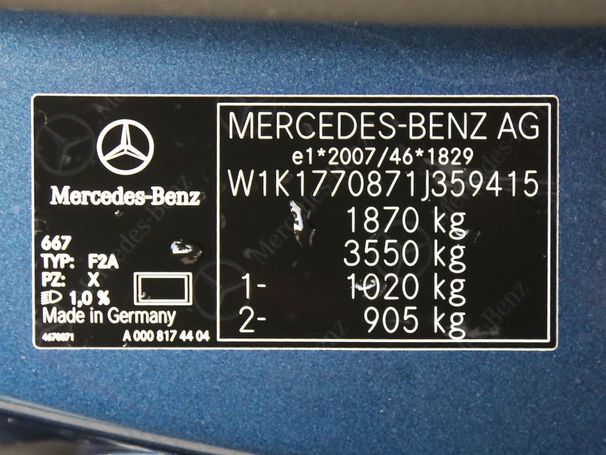 Mercedes-Benz
667
TYP: F2A
PZ: X
1,0 %
Made in Germany
4670071
A 000 817 44 04
MERCEDES-BENZ AG
e1*2007/46*1829
W1K1770871J359415
1870 kg
3550 kg
1- 1020 kg
2- 905 kg